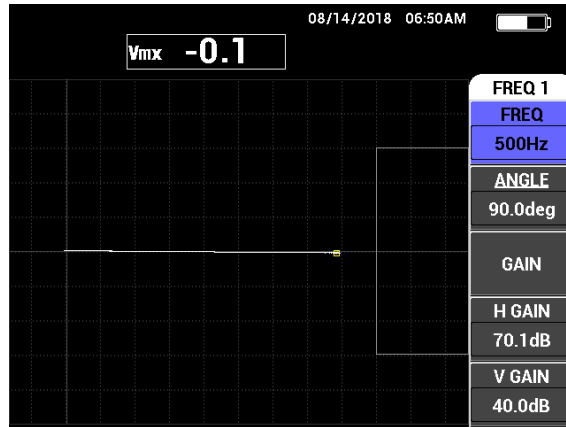 08/14/2018 06:50AM
Vmx -0.1
FREQ 1
FREQ
500Hz
ANGLE
90.0deg
GAIN
H GAIN
70.1dB
V GAIN
40.0dB